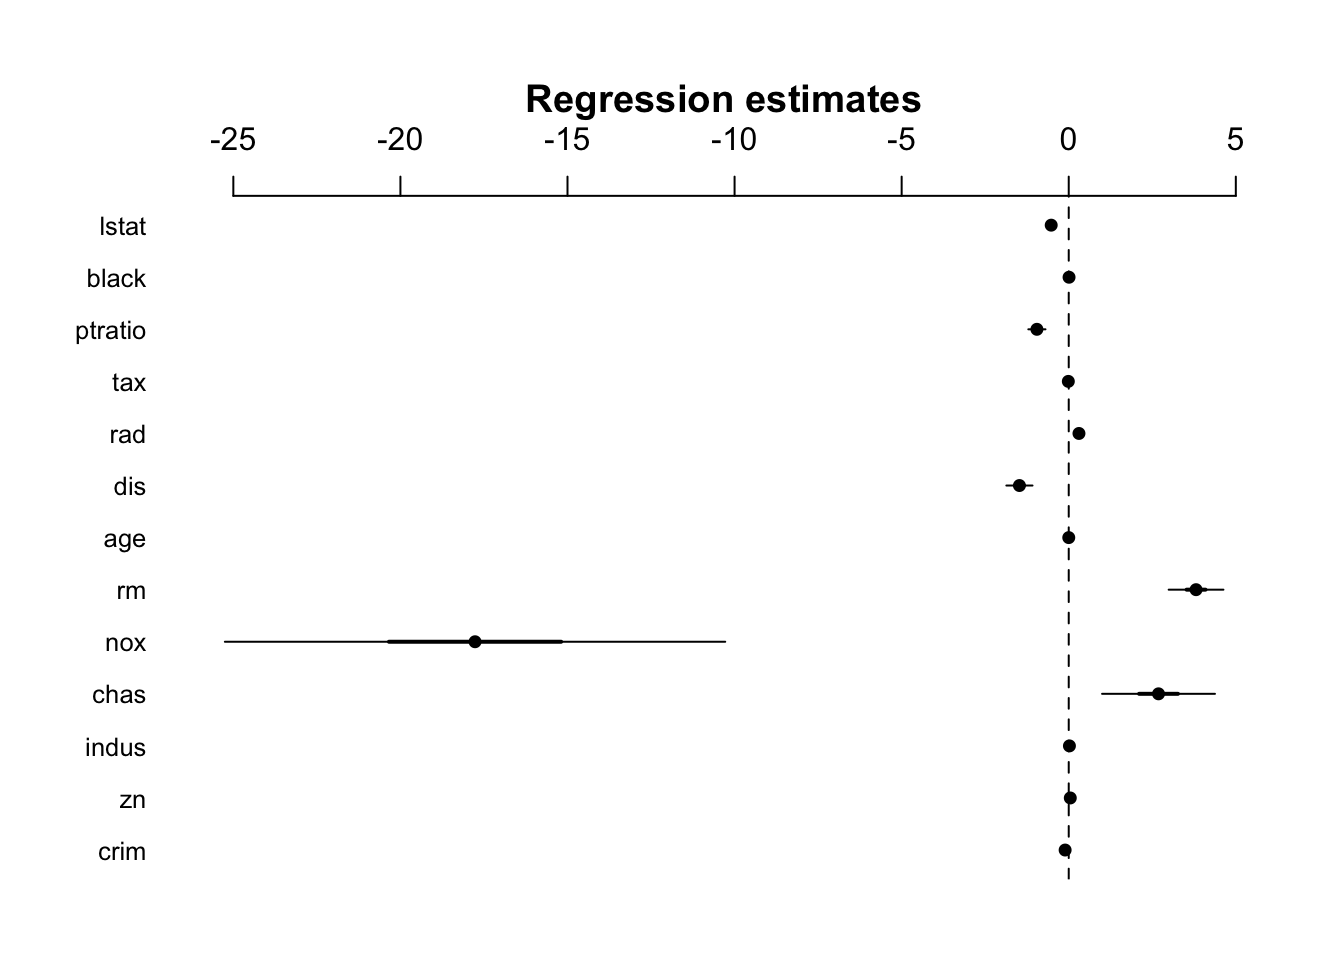 Regression estimates
-25 -20 -15 -10 -5 0 5
lstat
black
ptratio
tax
rad
dis
age
rm
nox
chas
indus
zn
crim